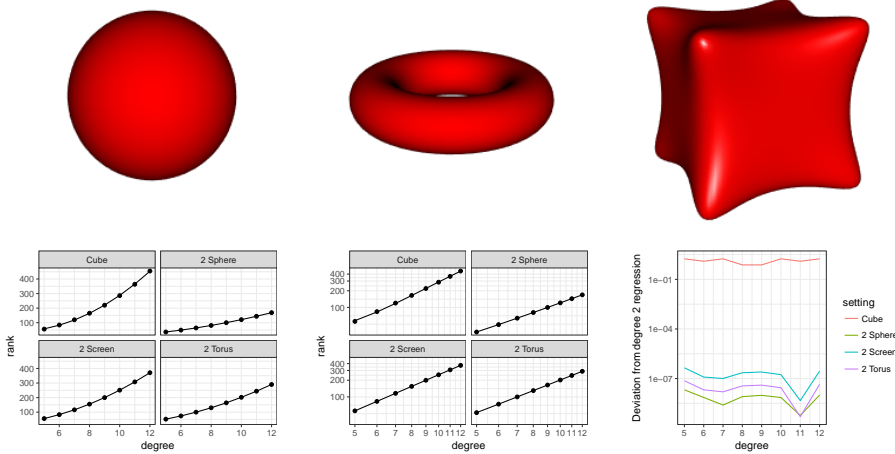 Cube
2 Sphere
400
300
200
100
2 Screen
2 Torus
400
300
200
100
6
8
10
12
6
8
10
12
rank
degree
Cube
2 Sphere
400
300
200
100
2 Screen
2 Torus
400
300
200
100
5
6
7
8
9
10
11
12
5
6
7
8
9
10
11
12
rank
degree
Deviation from degree 2 regression
1e−01
1e−04
1e−07
5
6
7
8
9
10
11
12
degree
setting
Cube
2 Sphere
2 Screen
2 Torus